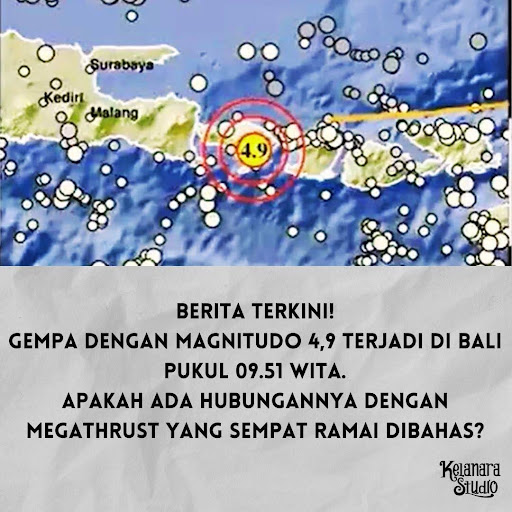 Surabaya
Kediri
Malang
4.9
BERITA TERKINI!
GEMPA DENGAN MAGNITUDO 4,9 TERJADI DI BALI
PUKUL 09.51 WITA.
APAKAH ADA HUBUNGANNYA DENGAN
MEGATHRUST YANG SEMPAT RAMAI DIBAHAS?
Kelanara
Studio